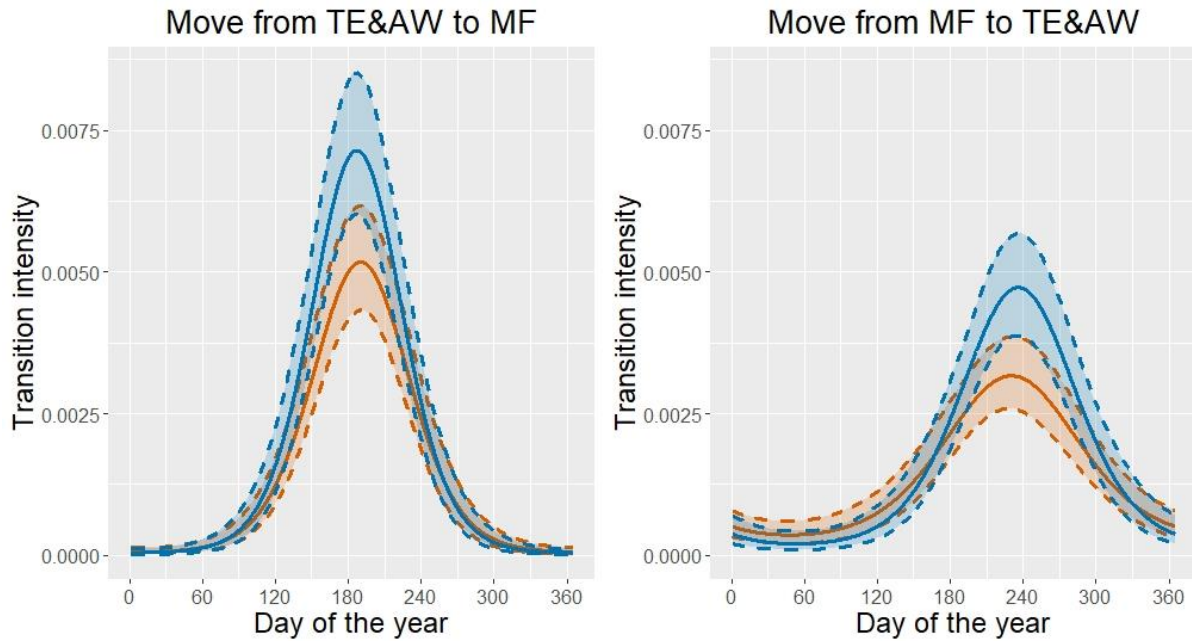 Move from TE&AW to MF
Transition intensity
0.0075
0.0050
0.0025
0.0000
0 60 120 180 240 300 360
Day of the year
Move from MF to TE&AW
Transition intensity
0.0075
0.0050
0.0025
0.0000
0 60 120 180 240 300 360
Day of the year